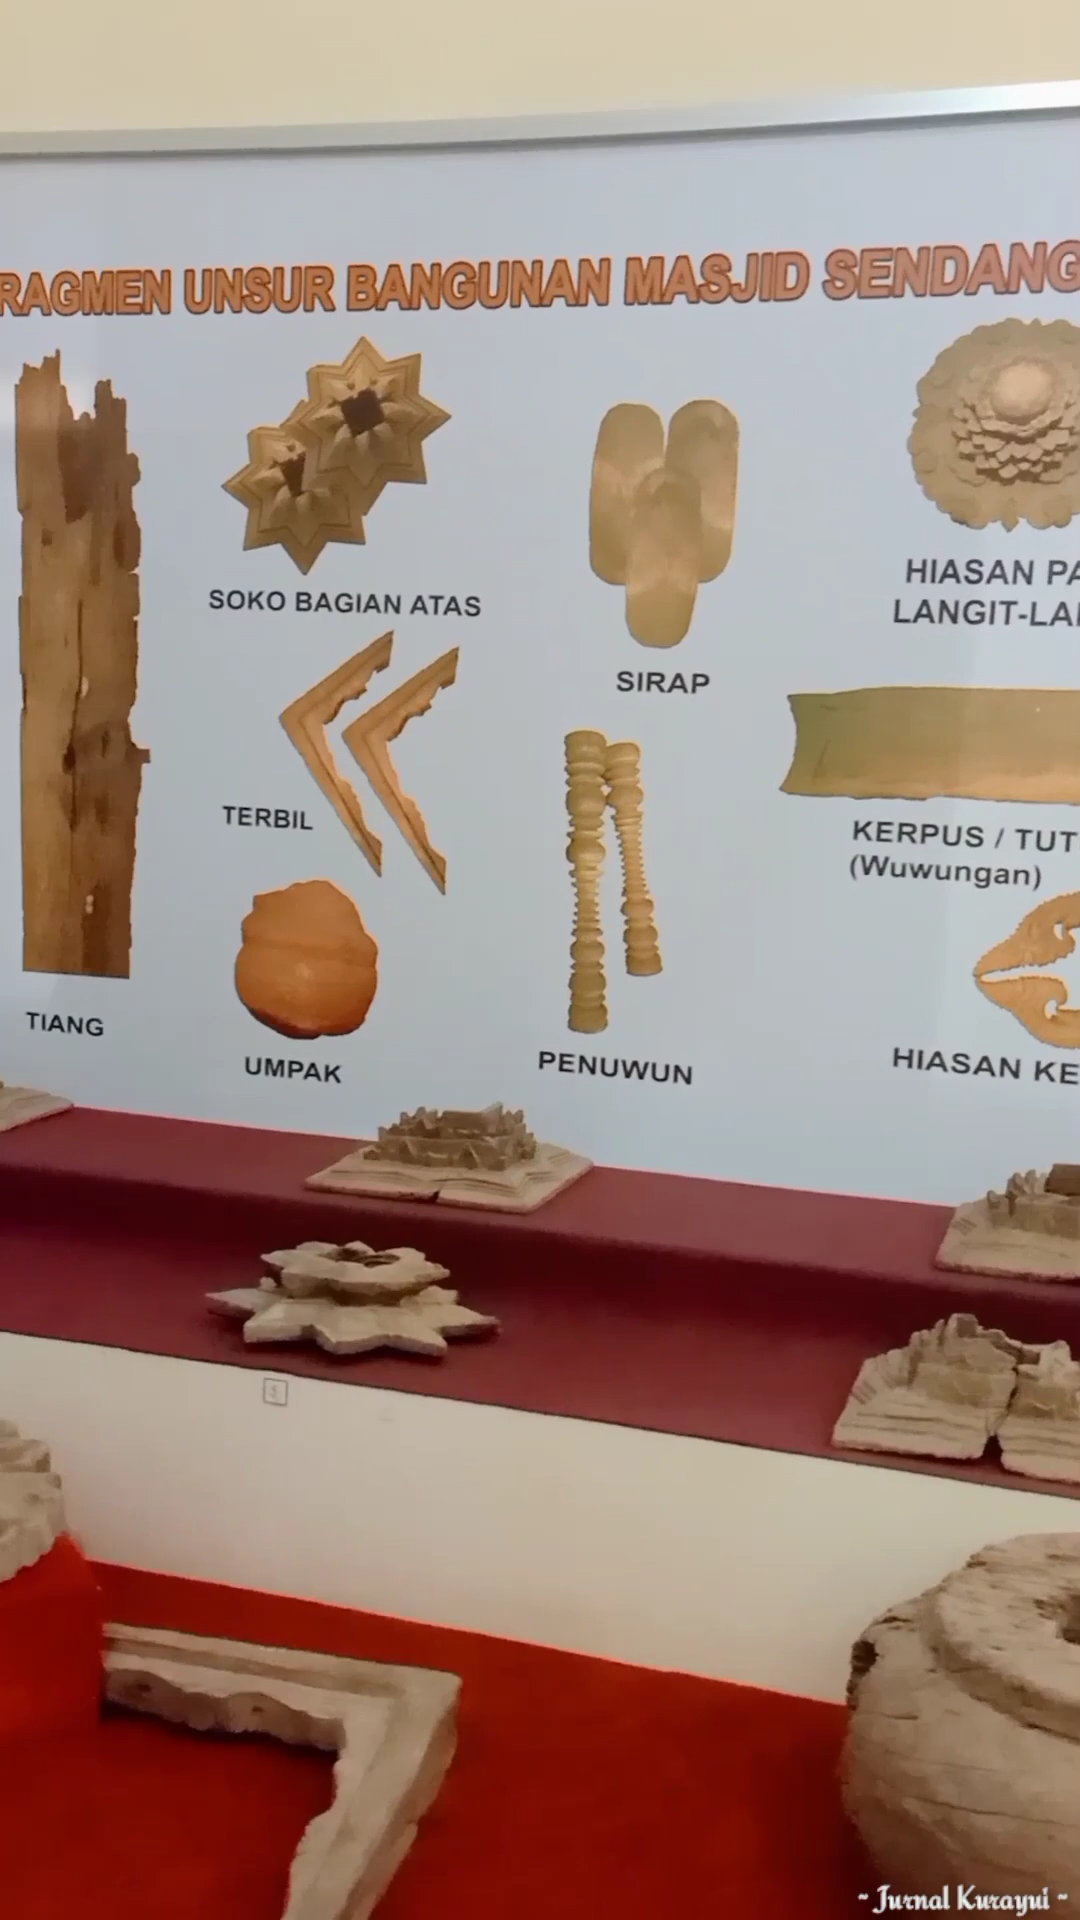 RAGMEN UNSUR BANGUNAN MASJID SENDANG
SOKO BAGIAN ATAS
SIRAP
HIASAN PA
LANGIT-LA
TERBIL
KERPUS / TUT
(Wuwungan)
TIANG
UMPAK
PENUWUN
HIASAN KE
5
~ Jurnal Kurayui ~